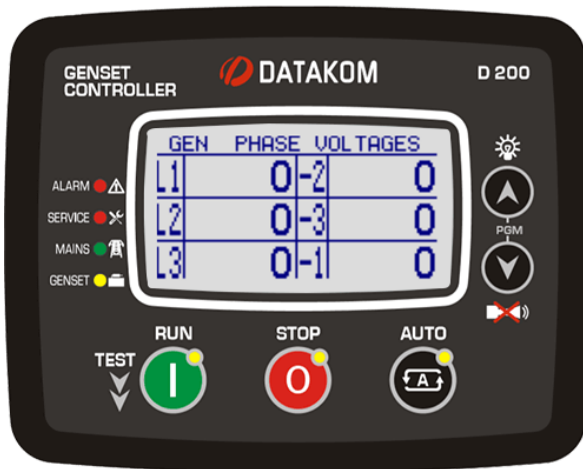 GENSET
CONTROLLER
DATAKOM
D 200
GEN PHASE VOLTAGES
L1 0 -2 0
L2 0 -3 0
L3 0 -1 0
ALARM
SERVICE
MAINS
GENSET
PGM
RUN
STOP
AUTO
TEST
I
O
A